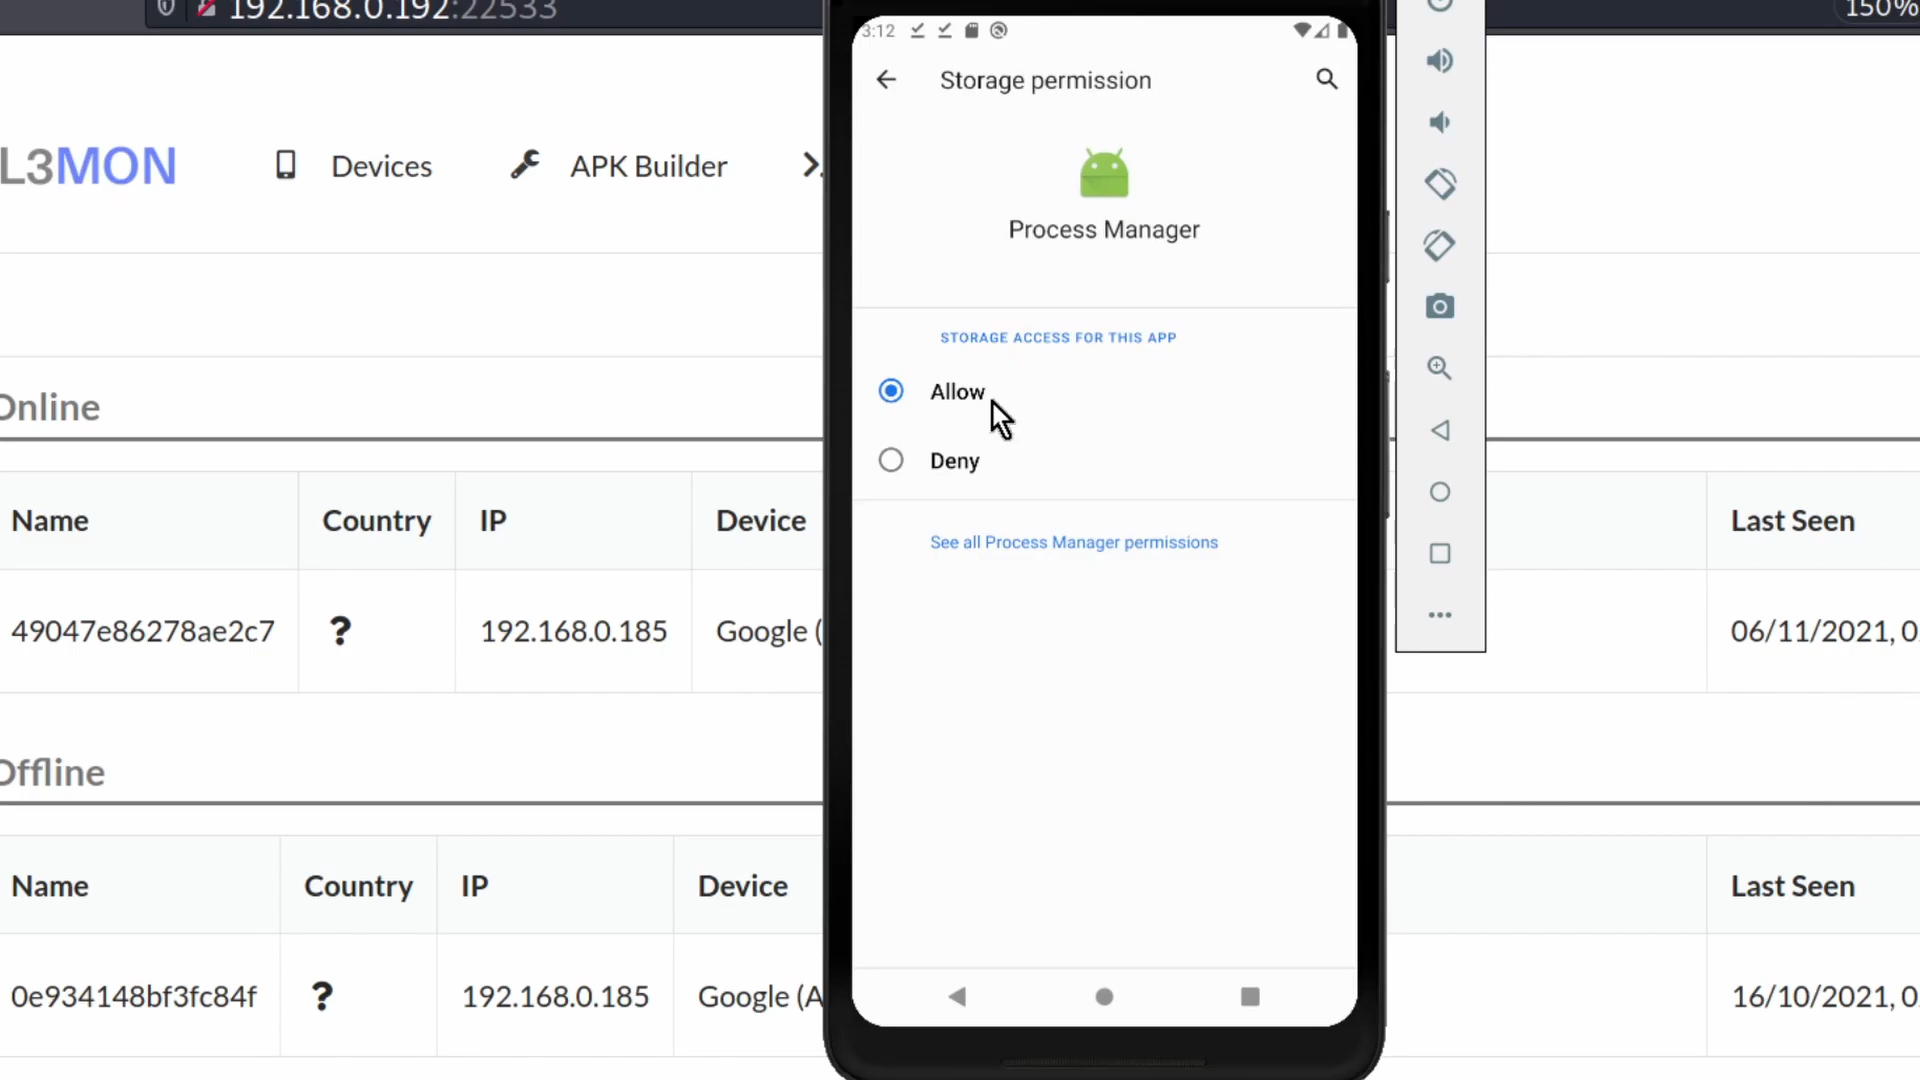 192.168.0.192:22533
150%
L3MON
Devices
APK Builder
3:12
Storage permission
Process Manager
STORAGE ACCESS FOR THIS APP
Allow
Deny
See all Process Manager permissions
Online
Name Country IP Device Last Seen
49047e86278ae2c7 ? 192.168.0.185 Google ( 06/11/2021, 0
Offline
Name Country IP Device Last Seen
0e934148bf3fc84f ? 192.168.0.185 Google (A 16/10/2021, 0